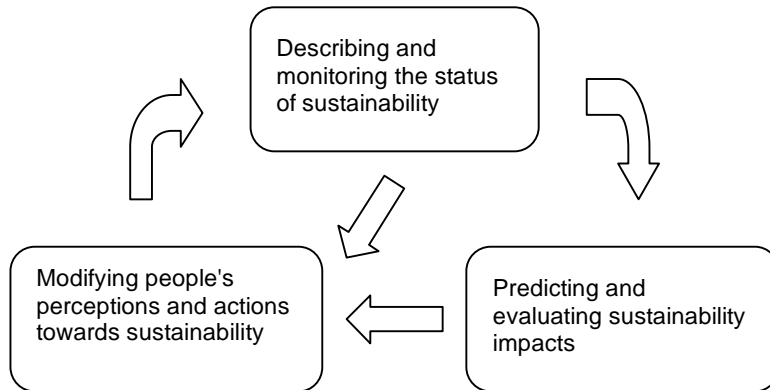 Describing and
monitoring the status
of sustainability
Modifying people's
perceptions and actions
towards sustainability
Predicting and
evaluating sustainability
impacts